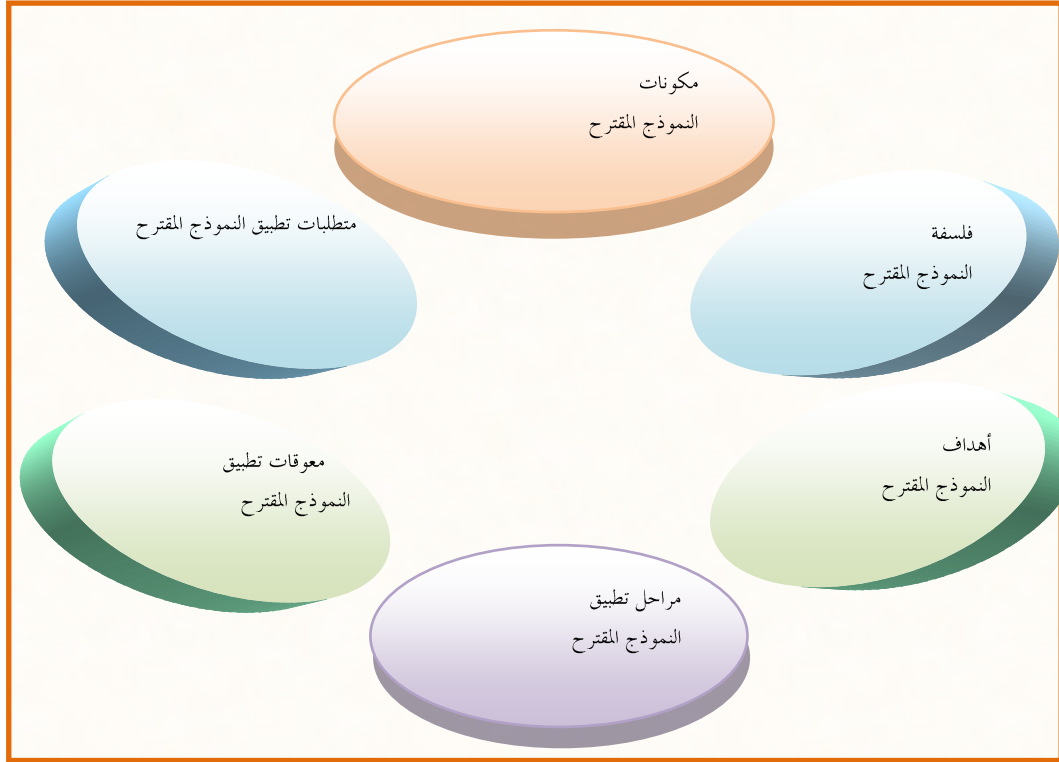 مكونات
النموذج المقترح
فلسفة
النموذج المقترح
متطلبات تطبيق النموذج المقترح
أهداف
النموذج المقترح
معوقات تطبيق
النموذج المقترح
مراحل تطبيق
النموذج المقترح